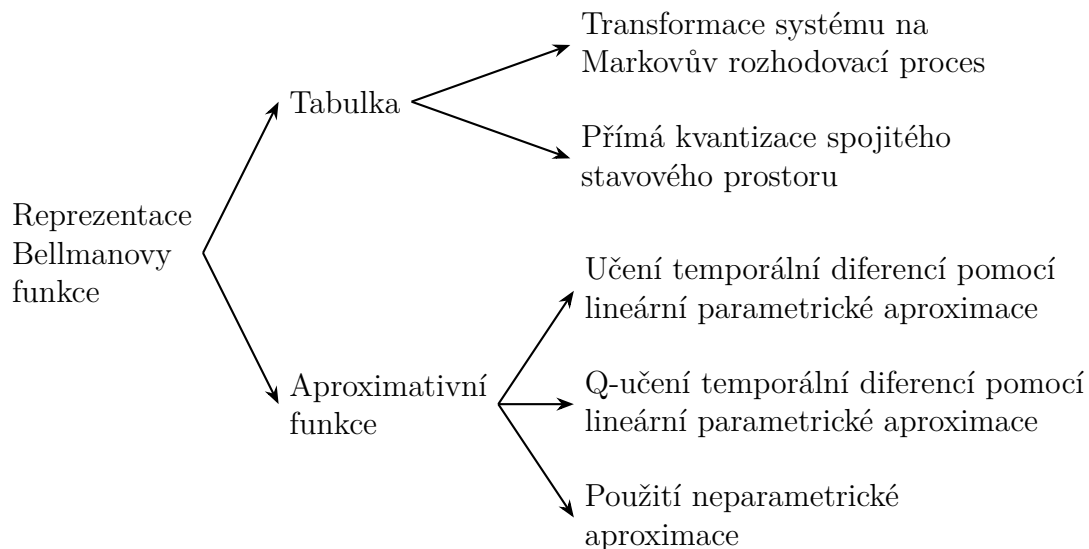 Reprezentace
Bellmanovy
funkce
Tabulka
Transformace systému na
Markovův rozhodovací proces
Přímá kvantizace spojitého
stavového prostoru
Aproximativní
funkce
Učení temporální diferencí pomocí
lineární parametrické aproximace
Q-učení temporální diferencí pomocí
lineární parametrické aproximace
Použití neparametrické
aproximace